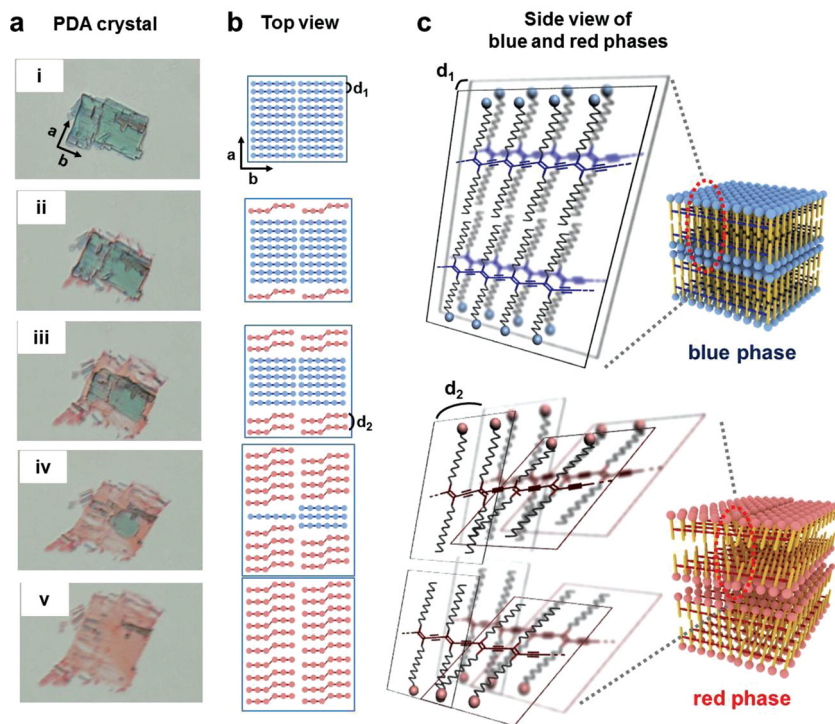 a
PDA crystal
i
a
b
ii
iii
iv
v
b
Top view
d1
a
b
d2
c
Side view of
blue and red phases
d1
blue phase
d2
red phase